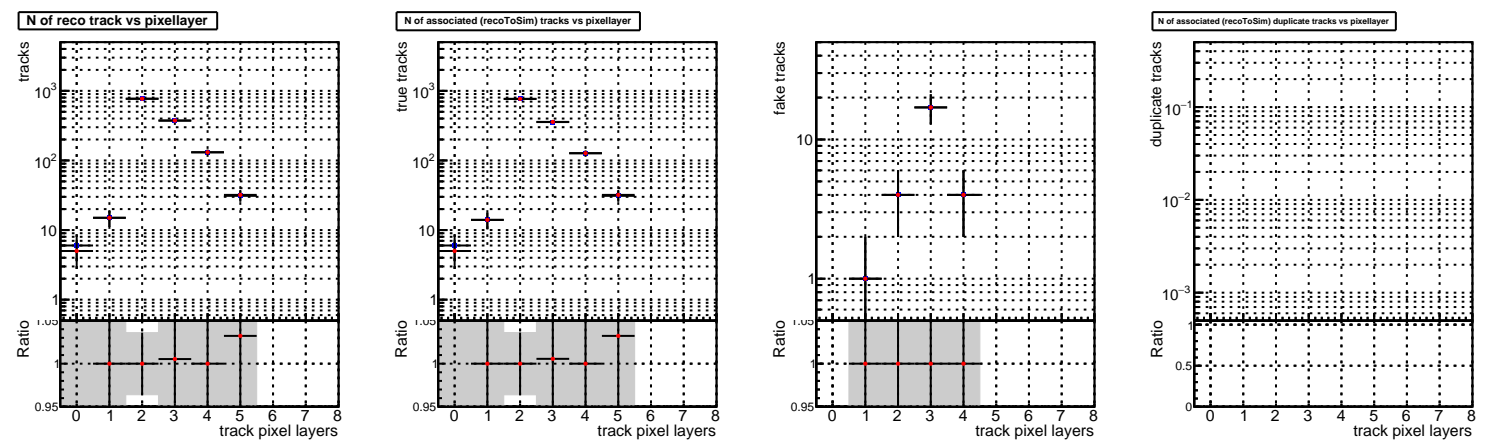 N of reco track vs pixellayer
tracks
10³
10²
10
1
Ratio
1.05
1
0.95
0 1 2 3 4 5 6 7 8
track pixel layers
N of associated (recoToSim) tracks vs pixellayer
true tracks
10³
10²
10
1
Ratio
1.05
1
0.95
0 1 2 3 4 5 6 7 8
track pixel layers
fake tracks
10
1
Ratio
1.05
1
0.95
0 1 2 3 4 5 6 7 8
track pixel layers
N of associated (recoToSim) duplicate tracks vs pixellayer
duplicate tracks
10⁻¹
10⁻²
10⁻³
Ratio
1
0.5
0
0 1 2 3 4 5 6 7 8
track pixel layers